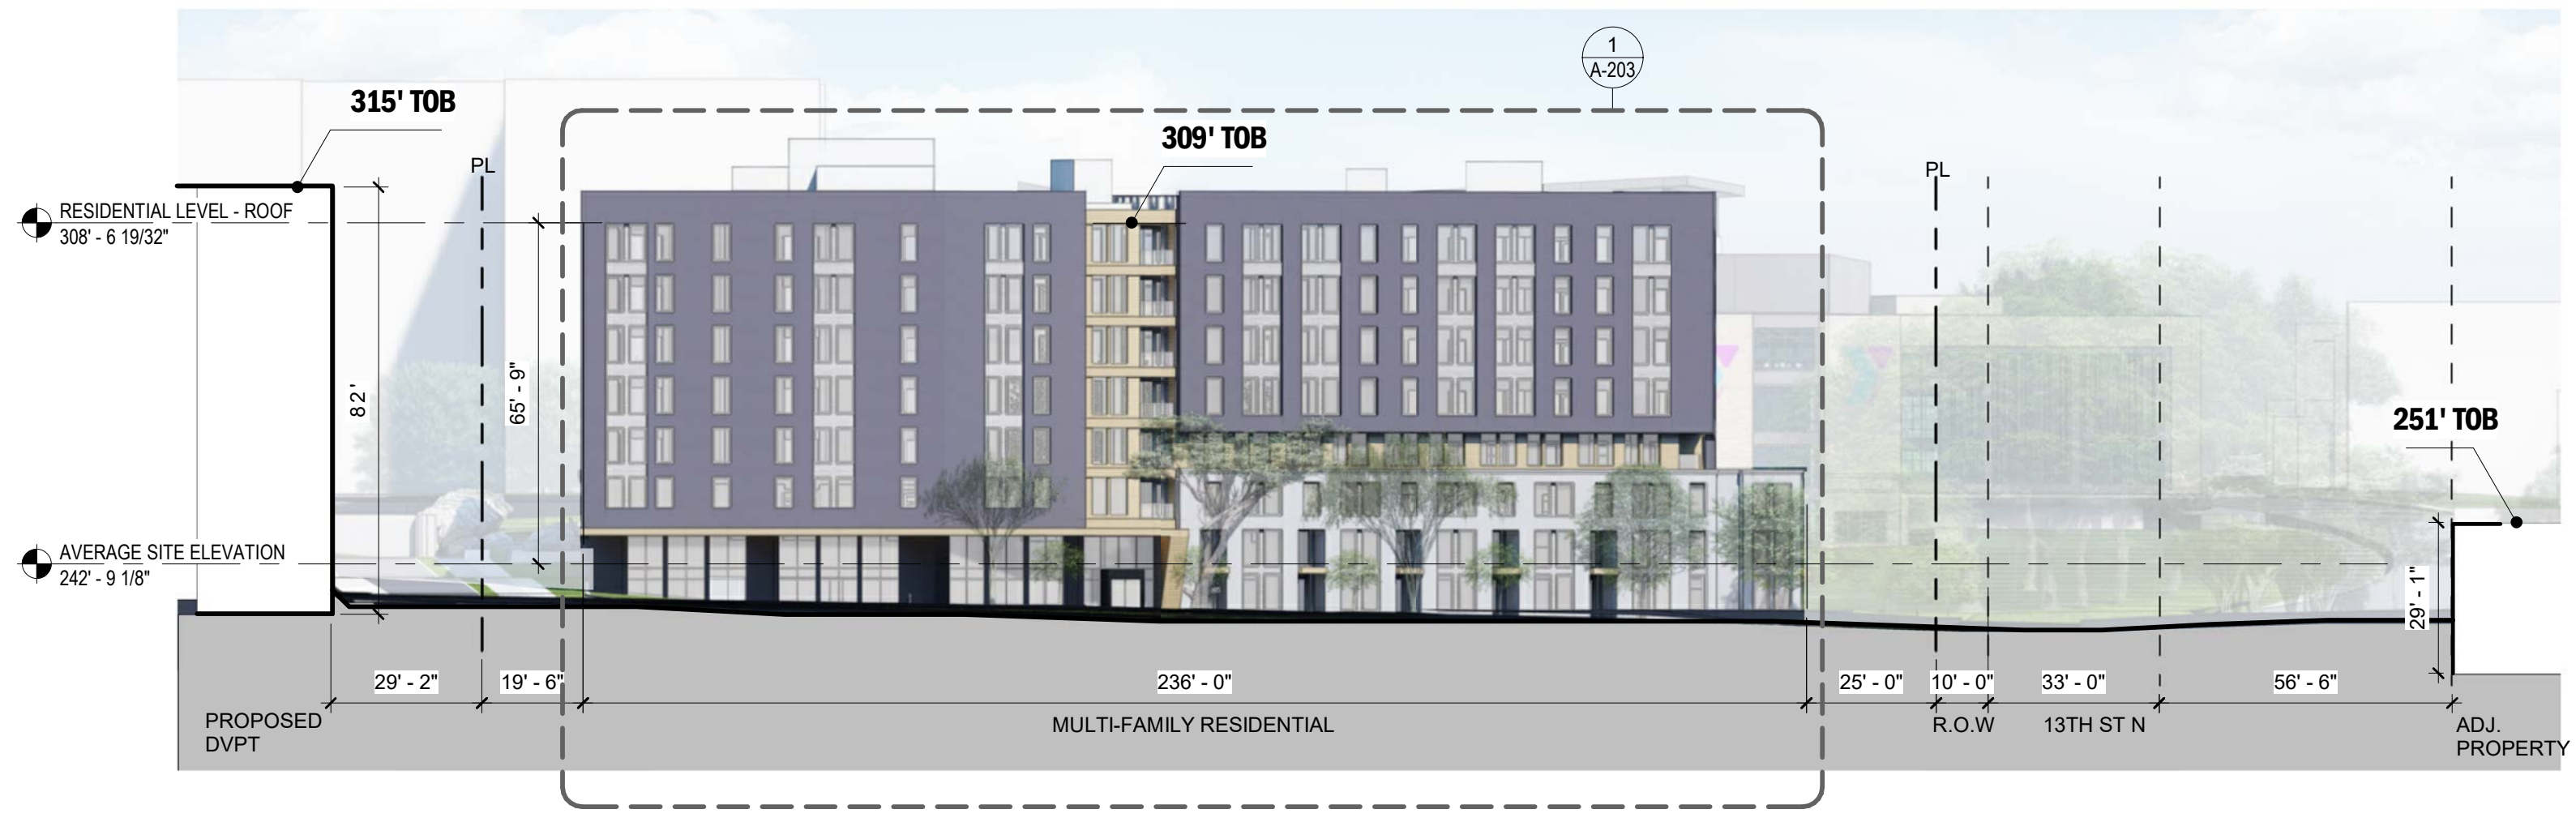 1
A-203
315' TOB
309' TOB
PL
PL
RESIDENTIAL LEVEL - ROOF
308' - 6 19/32"
82'
65' - 9"
251' TOB
AVERAGE SITE ELEVATION
242' - 9 1/8"
29' - 1"
29' - 2"
19' - 6"
236' - 0"
25' - 0"
10' - 0"
33' - 0"
56' - 6"
PROPOSED
DVPT
MULTI-FAMILY RESIDENTIAL
R.O.W
13TH ST N
ADJ.
PROPERTY